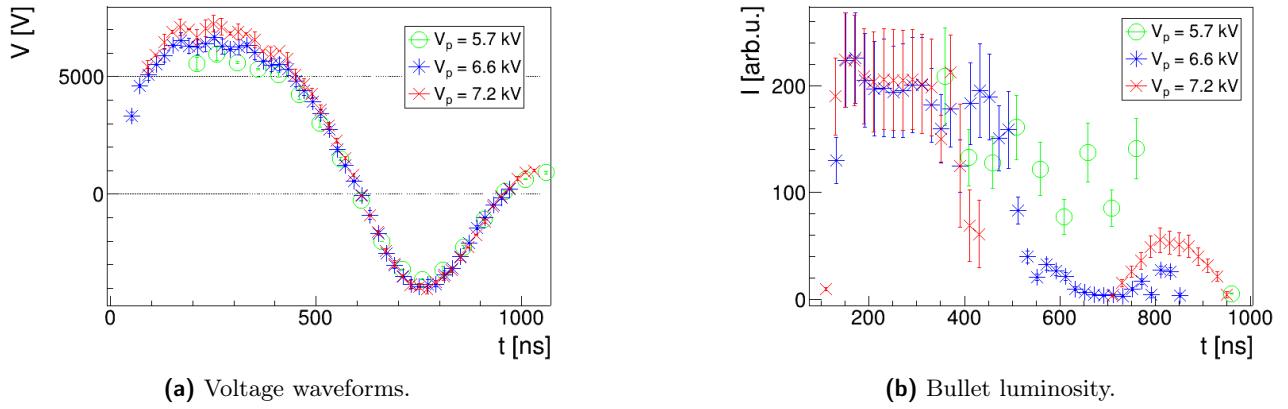 V [V]
5000
0
0
500
1000
t [ns]
V_p = 5.7 kV
V_p = 6.6 kV
V_p = 7.2 kV
(a) Voltage waveforms.
I [arb.u.]
200
100
0
200
400
600
800
1000
t [ns]
V_p = 5.7 kV
V_p = 6.6 kV
V_p = 7.2 kV
(b) Bullet luminosity.